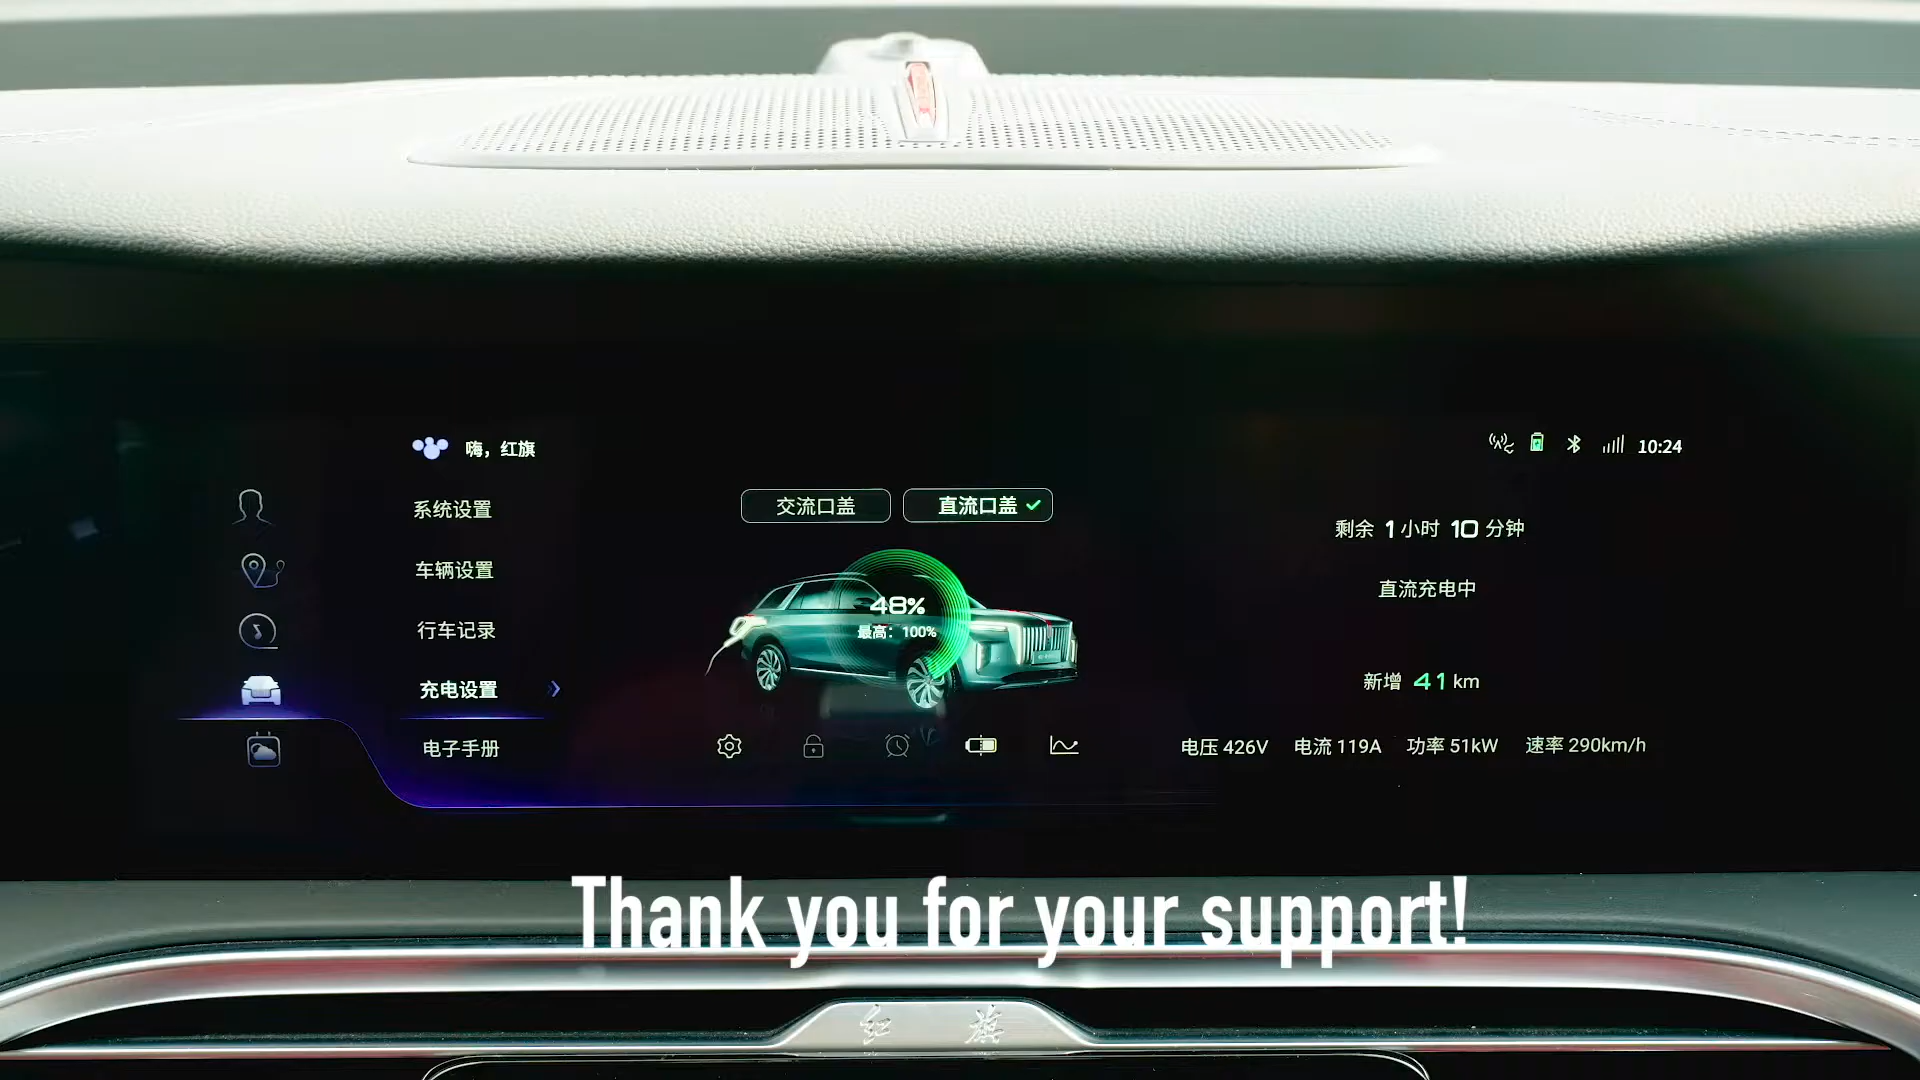 嗨，红旗
10:24
系统设置
车辆设置
行车记录
充电设置
电子手册
交流口盖
直流口盖
48%
最高：100%
剩余 1 小时 10 分钟
直流充电中
新增 41 km
电压 426V 电流 119A 功率 51kW 速率 290km/h
Thank you for your support!
红 旗